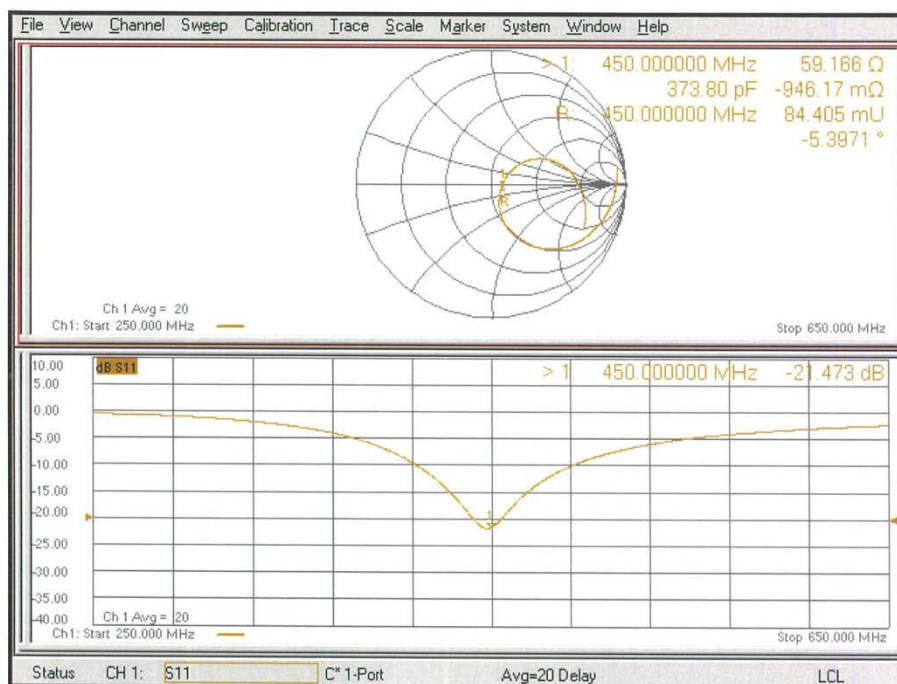 File View Channel Sweep Calibration Trace Scale Marker System Window Help
> 1: 450.000000 MHz 59.166 Ω
373.80 pF -946.17 mΩ
R: 450.000000 MHz 84.405 mU
-5.3971 °
1
R
Ch 1 Avg = 20
Ch1: Start 250.000 MHz
Stop 650.000 MHz
10.00
dB S11
> 1: 450.000000 MHz -21.473 dB
5.00
0.00
-5.00
-10.00
-15.00
-20.00
1
-25.00
-30.00
-35.00
-40.00
Ch 1 Avg = 20
Ch1: Start 250.000 MHz
Stop 650.000 MHz
Status CH 1: S11 C* 1-Port Avg=20 Delay LCL